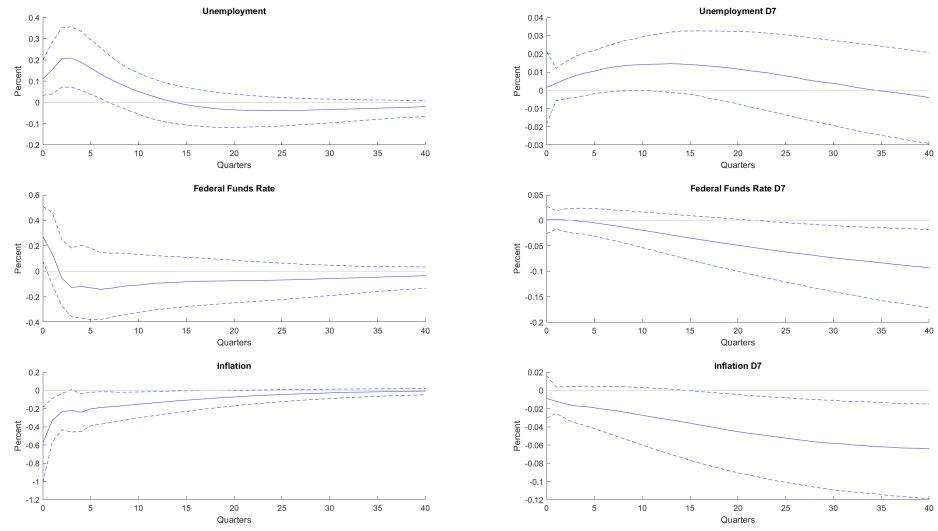 Unemployment
0.4
0.3
0.2
0.1
0
-0.1
-0.2
Percent
0 5 10 15 20 25 30 35 40
Quarters
Unemployment D7
0.04
0.03
0.02
0.01
0
-0.01
-0.02
-0.03
Percent
0 5 10 15 20 25 30 35 40
Quarters
Federal Funds Rate
0.6
0.4
0.2
0
-0.2
-0.4
Percent
0 5 10 15 20 25 30 35 40
Quarters
Federal Funds Rate D7
0.05
0
-0.05
-0.1
-0.15
-0.2
Percent
0 5 10 15 20 25 30 35 40
Quarters
Inflation
0.2
0
-0.2
-0.4
-0.6
-0.8
-1
-1.2
Percent
0 5 10 15 20 25 30 35 40
Quarters
Inflation D7
0.02
0
-0.02
-0.04
-0.06
-0.08
-0.1
-0.12
Percent
0 5 10 15 20 25 30 35 40
Quarters